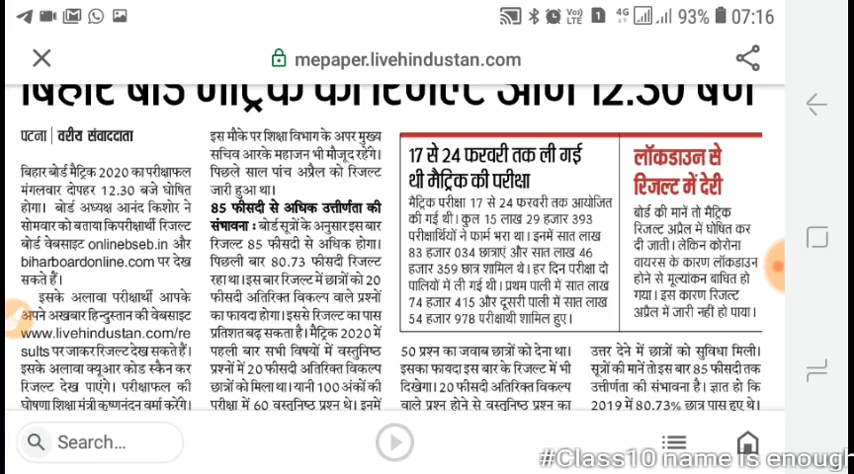 93% 07:16
mepaper.livehindustan.com
बिहार बोर्ड मैट्रिक का रिजल्ट आज 12.30 बजे
पटना | वरीय संवाददाता
बिहार बोर्ड मैट्रिक 2020 का परीक्षाफल
मंगलवार दोपहर 12.30 बजे घोषित
होगा। बोर्ड अध्यक्ष आनंद किशोर ने
सोमवार को बताया किपरीक्षार्थी रिजल्ट
बोर्ड वेबसाइट onlinebseb.in और
biharboardonline.com पर देख
सकते हैं।
इसके अलावा परीक्षार्थी आपके
अपने अखबार हिन्दुस्तान की वेबसाइट
www.livehindustan.com/re
sults पर जाकर रिजल्ट देख सकते हैं।
इसके अलावा क्यूआर कोड स्कैन कर
रिजल्ट देख पाएंगे। परीक्षाफल की
घोषणा शिक्षा मंत्री कृष्णनंदन वर्मा करेंगे।
इस मौके पर शिक्षा विभाग के अपर मुख्य
सचिव आरके महाजन भी मौजूद रहेंगे।
पिछले साल पांच अप्रैल को रिजल्ट
जारी हुआ था।
85 फीसदी से अधिक उत्तीर्णता की
संभावना : बोर्ड सूत्रों के अनुसार इस बार
रिजल्ट 85 फीसदी से अधिक होगा।
पिछली बार 80.73 फीसदी रिजल्ट
रहा था। इस बार रिजल्ट में छात्रों को 20
फीसदी अतिरिक्त विकल्प वाले प्रश्नों
का फायदा होगा। इससे रिजल्ट का पास
प्रतिशत बढ़ सकता है। मैट्रिक 2020 में
पहली बार सभी विषयों में वस्तुनिष्ठ
प्रश्नों में 20 फीसदी अतिरिक्त विकल्प
छात्रों को मिला था। यानी 100 अंकों की
परीक्षा में 60 वस्तुनिष्ठ प्रश्न थे। इनमें
17 से 24 फरवरी तक ली गई
थी मैट्रिक की परीक्षा
मैट्रिक परीक्षा 17 से 24 फरवरी तक आयोजित
की गई थी। कुल 15 लाख 29 हजार 393
परीक्षार्थियों ने फार्म भरा था। इनमें सात लाख
83 हजार 034 छात्राएं और सात लाख 46
हजार 359 छात्र शामिल थे। हर दिन परीक्षा दो
पालियों में ली गई थी। प्रथम पाली में सात लाख
74 हजार 415 और दूसरी पाली में सात लाख
54 हजार 978 परीक्षार्थी शामिल हुए।
लॉकडाउन से
रिजल्ट में देरी
बोर्ड की मानें तो मैट्रिक
रिजल्ट अप्रैल में घोषित कर
दी जाती। लेकिन कोरोना
वायरस के कारण लॉकडाउन
होने से मूल्यांकन बाधित हो
गया। इस कारण रिजल्ट
अप्रैल में जारी नहीं हो पाया।
50 प्रश्न का जवाब छात्रों को देना था।
इसका फायदा इस बार के रिजल्ट में भी
दिखेगा। 20 फीसदी अतिरिक्त विकल्प
वाले प्रश्न होने से वस्तुनिष्ठ प्रश्न का
उत्तर देने में छात्रों को सुविधा मिली।
सूत्रों की मानें तो इस बार 85 फीसदी तक
उत्तीर्णता की संभावना है। ज्ञात हो कि
2019 में 80.73% छात्र पास हुए थे।
Search...
#Class10 name is enough